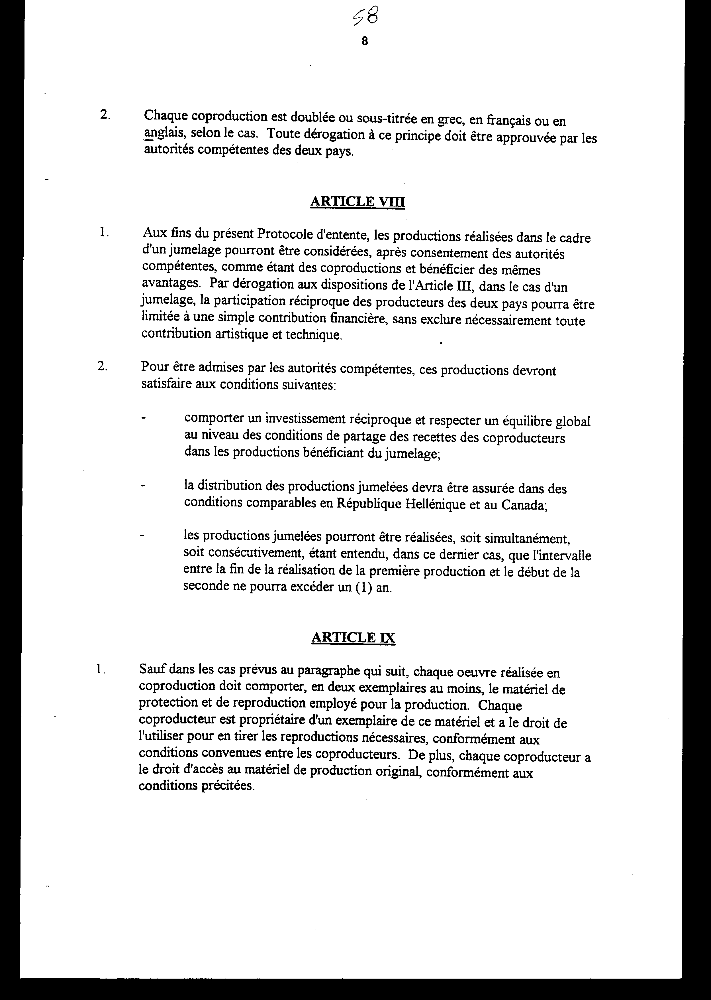 58
8
2. Chaque coproduction est doublée ou sous-titrée en grec, en français ou en
anglais, selon le cas. Toute dérogation à ce principe doit être approuvée par les
autorités compétentes des deux pays.
ARTICLE VIII
1. Aux fins du présent Protocole d'entente, les productions réalisées dans le cadre
d'un jumelage pourront être considérées, après consentement des autorités
compétentes, comme étant des coproductions et bénéficier des mêmes
avantages. Par dérogation aux dispositions de l'Article III, dans le cas d'un
jumelage, la participation réciproque des producteurs des deux pays pourra être
limitée à une simple contribution financière, sans exclure nécessairement toute
contribution artistique et technique.
2. Pour être admises par les autorités compétentes, ces productions devront
satisfaire aux conditions suivantes:
- comporter un investissement réciproque et respecter un équilibre global
au niveau des conditions de partage des recettes des coproducteurs
dans les productions bénéficiant du jumelage;
- la distribution des productions jumelées devra être assurée dans des
conditions comparables en République Hellénique et au Canada;
- les productions jumelées pourront être réalisées, soit simultanément,
soit consécutivement, étant entendu, dans ce dernier cas, que l'intervalle
entre la fin de la réalisation de la première production et le début de la
seconde ne pourra excéder un (1) an.
ARTICLE IX
1. Sauf dans les cas prévus au paragraphe qui suit, chaque oeuvre réalisée en
coproduction doit comporter, en deux exemplaires au moins, le matériel de
protection et de reproduction employé pour la production. Chaque
coproducteur est propriétaire d'un exemplaire de ce matériel et a le droit de
l'utiliser pour en tirer les reproductions nécessaires, conformément aux
conditions convenues entre les coproducteurs. De plus, chaque coproducteur a
le droit d'accès au matériel de production original, conformément aux
conditions précitées.